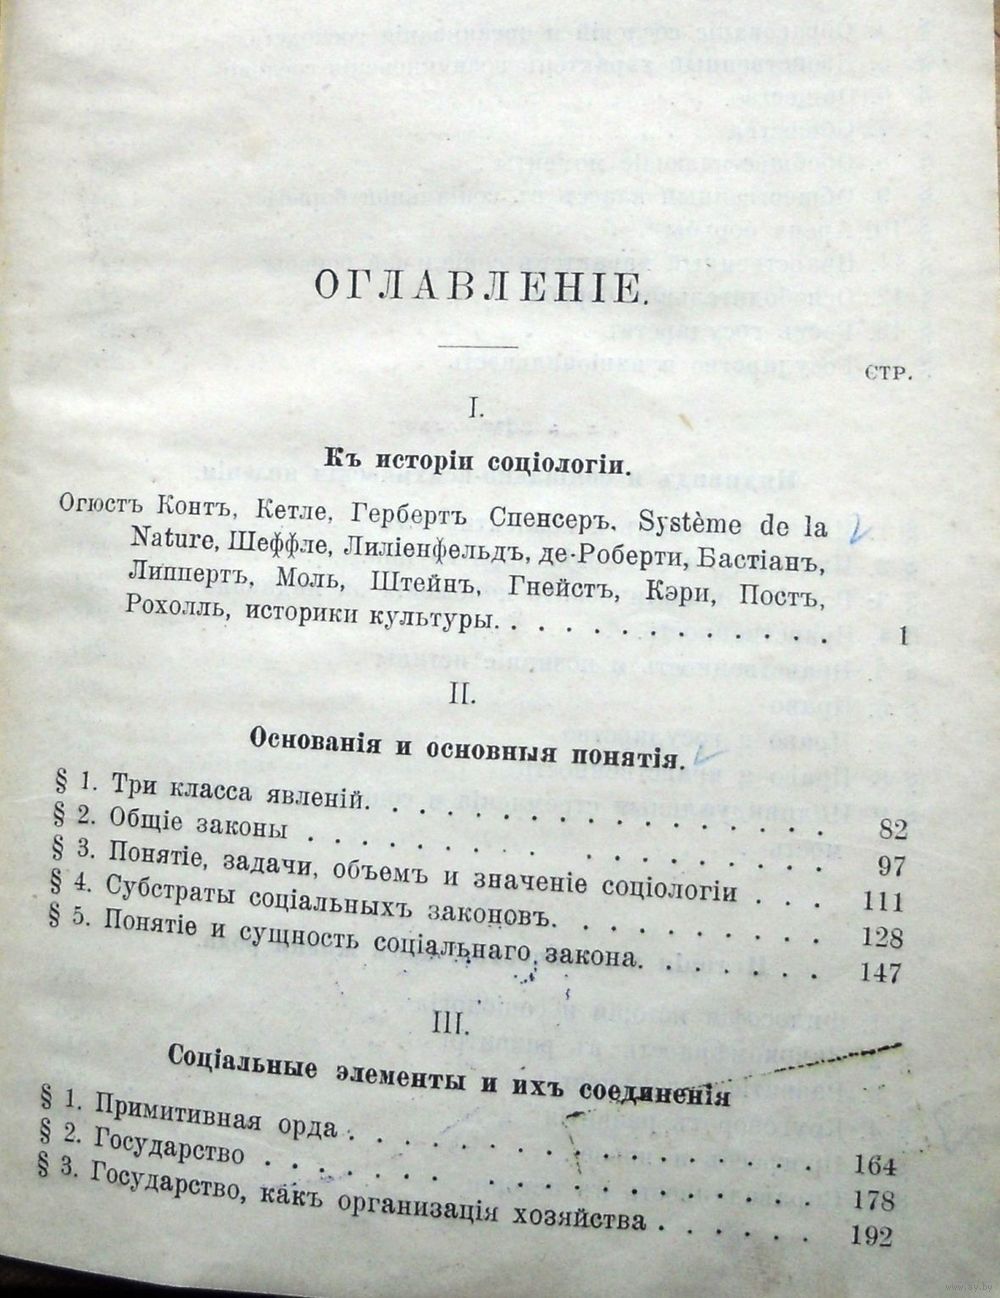 ОГЛАВЛЕНІЕ.
СТР.
I.
Къ исторіи соціологіи.
Огюстъ Контъ, Кетле, Гербертъ Спенсеръ, Système de la
Nature, Шеффле, Лиліенфельдъ, де-Роберти, Бастіанъ,
Липпертъ, Моль, Штейнъ, Гнейстъ, Кэри, Постъ,
Рохолль, историки культуры. . . . . . . . . . . . 1
II.
Основанія и основныя понятія.
§ 1. Три класса явленій. . . . . . . . . . . . . . . . 82
§ 2. Общіе законы . . . . . . . . . . . . . . . . . . 97
§ 3. Понятіе, задачи, объемъ и значеніе соціологіи . . . 111
§ 4. Субстраты соціальныхъ законовъ. . . . . . . . . . 128
§ 5. Понятіе и сущность соціальнаго закона. . . . . . . 147
III.
Соціальные элементы и ихъ соединенія
§ 1. Примитивная орда . . . . . . . . . . . . . . . . 164
§ 2. Государство . . . . . . . . . . . . . . . . . . . 178
§ 3. Государство, какъ организація хозяйства . . . . . . 192
www.ay.by